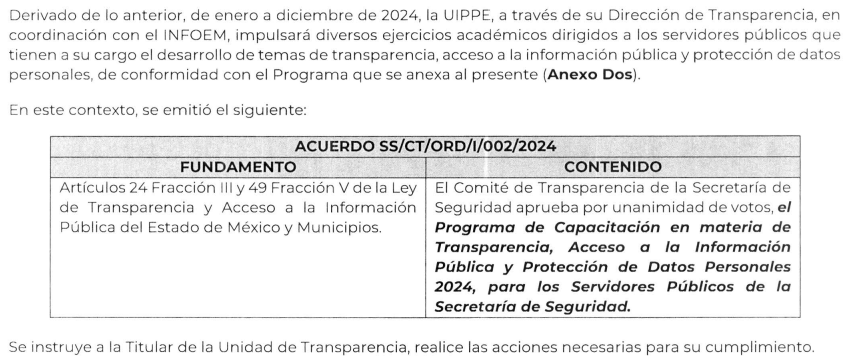 Derivado de lo anterior, de enero a diciembre de 2024, la UIPPE, a través de su Dirección de Transparencia, en
coordinación con el INFOEM, impulsará diversos ejercicios académicos dirigidos a los servidores públicos que
tienen a su cargo el desarrollo de temas de transparencia, acceso a la información pública y protección de datos
personales, de conformidad con el Programa que se anexa al presente (Anexo Dos).
En este contexto, se emitió el siguiente:
ACUERDO SS/CT/ORD/I/002/2024
FUNDAMENTO
Artículos 24 Fracción III y 49 Fracción V de la Ley
de Transparencia y Acceso a la Información
Pública del Estado de México y Municipios.
CONTENIDO
El Comité de Transparencia de la Secretaría de
Seguridad aprueba por unanimidad de votos, el
Programa de Capacitación en materia de
Transparencia, Acceso a la Información
Pública y Protección de Datos Personales
2024, para los Servidores Públicos de la
Secretaría de Seguridad.
Se instruye a la Titular de la Unidad de Transparencia, realice las acciones necesarias para su cumplimiento.